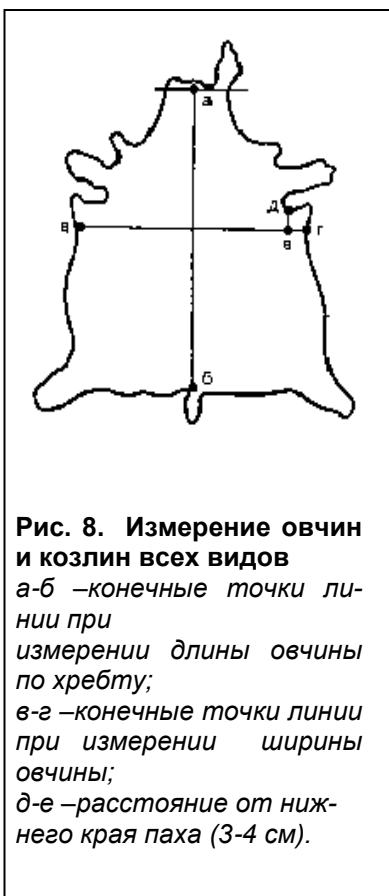 а
д
в
е
г
б
Рис. 8. Измерение овчин
и козлин всех видов
а-б –конечные точки ли-
нии при
измерении длины овчины
по хребту;
в-г –конечные точки линии
при измерении ширины
овчины;
д-е –расстояние от ниж-
него края паха (3-4 см).